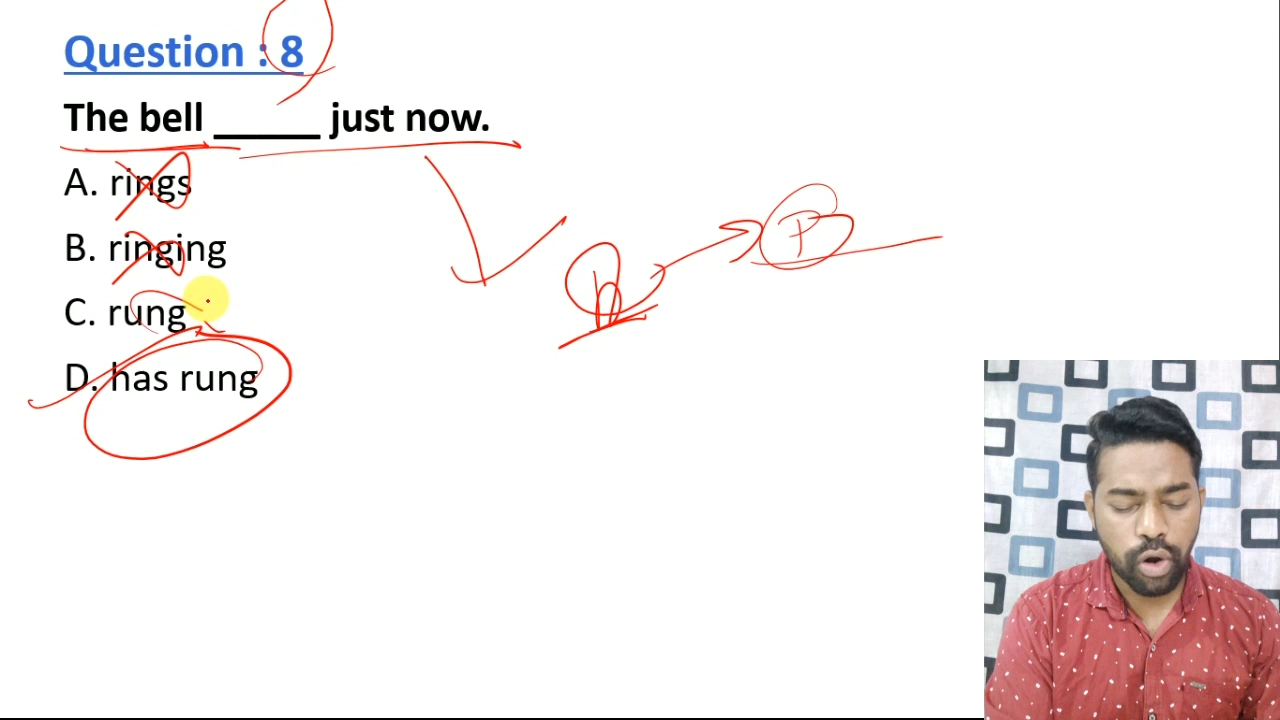 Question : 8
The bell ______ just now.
A. rings
B. ringing
C. rung
D. has rung